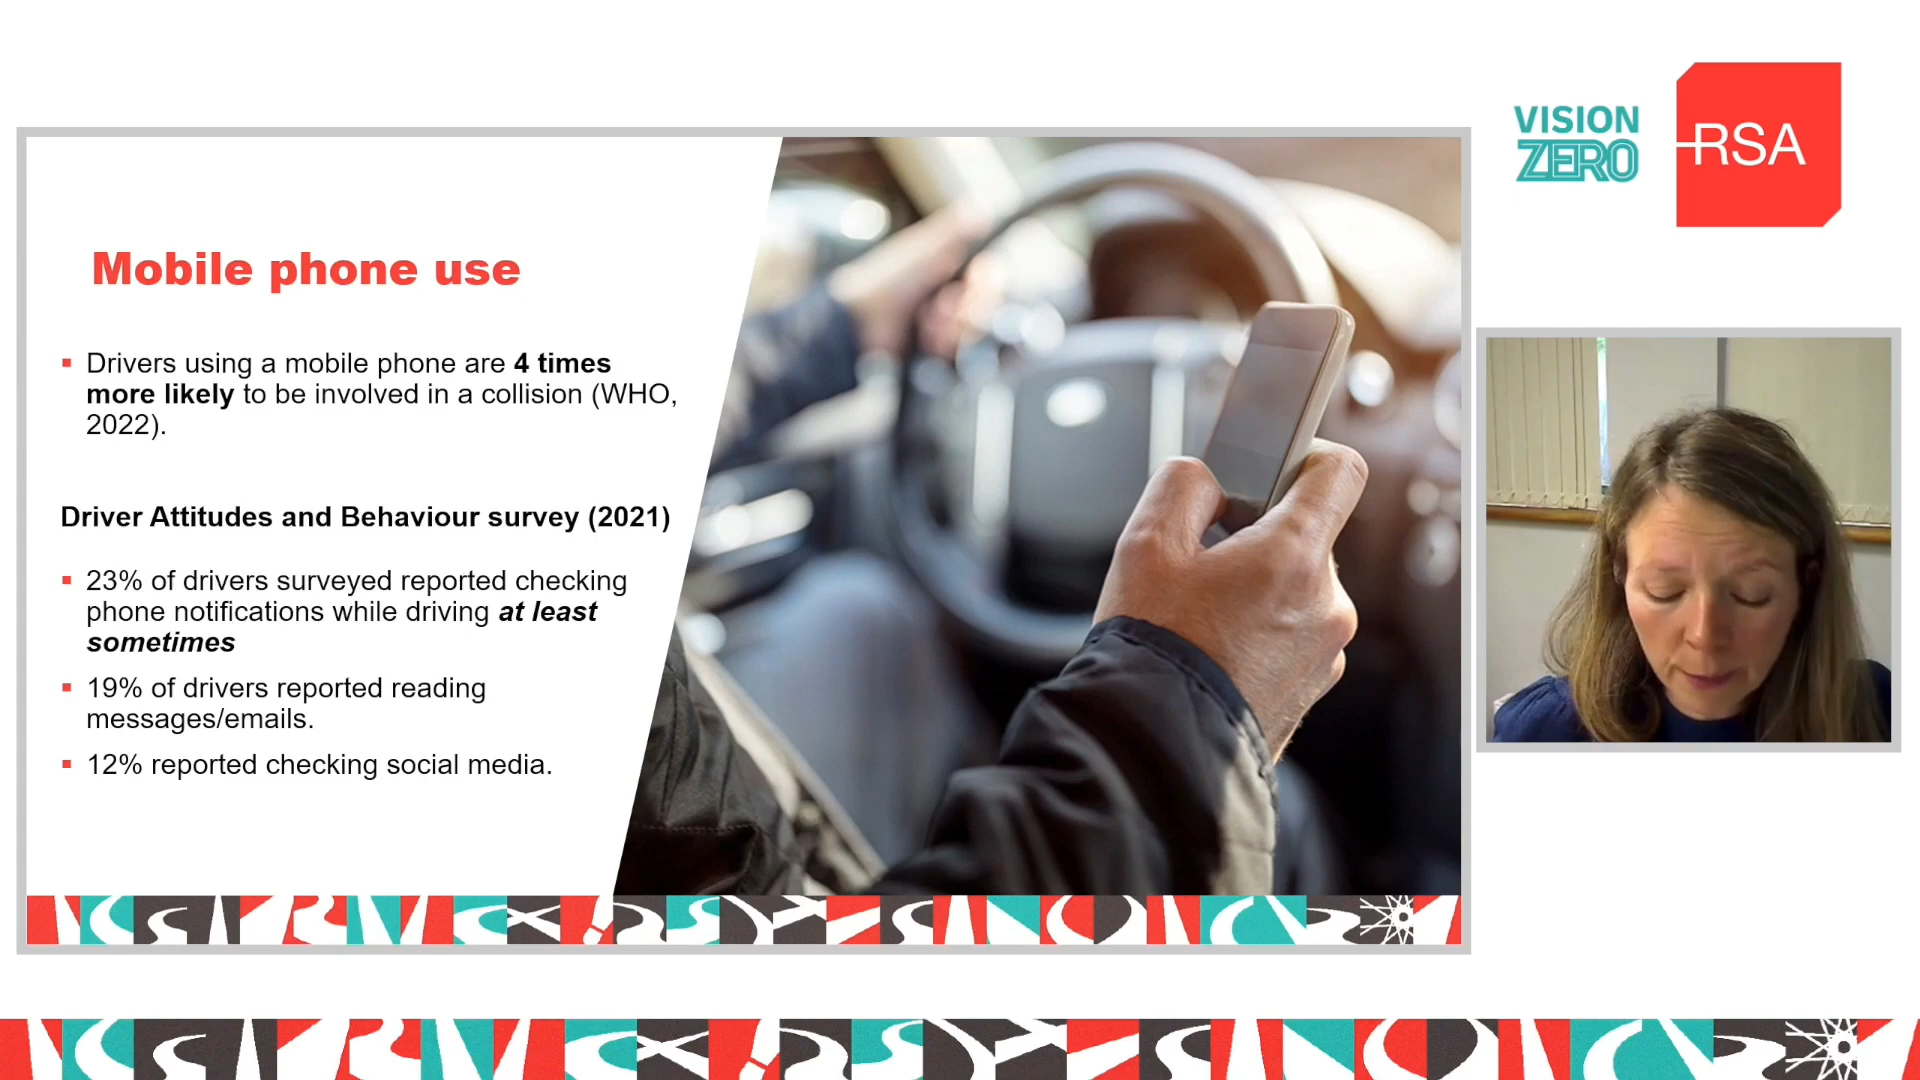 VISION
ZERO
RSA
Mobile phone use
Drivers using a mobile phone are 4 times
more likely to be involved in a collision (WHO,
2022).
Driver Attitudes and Behaviour survey (2021)
23% of drivers surveyed reported checking
phone notifications while driving at least
sometimes
19% of drivers reported reading
messages/emails.
12% reported checking social media.